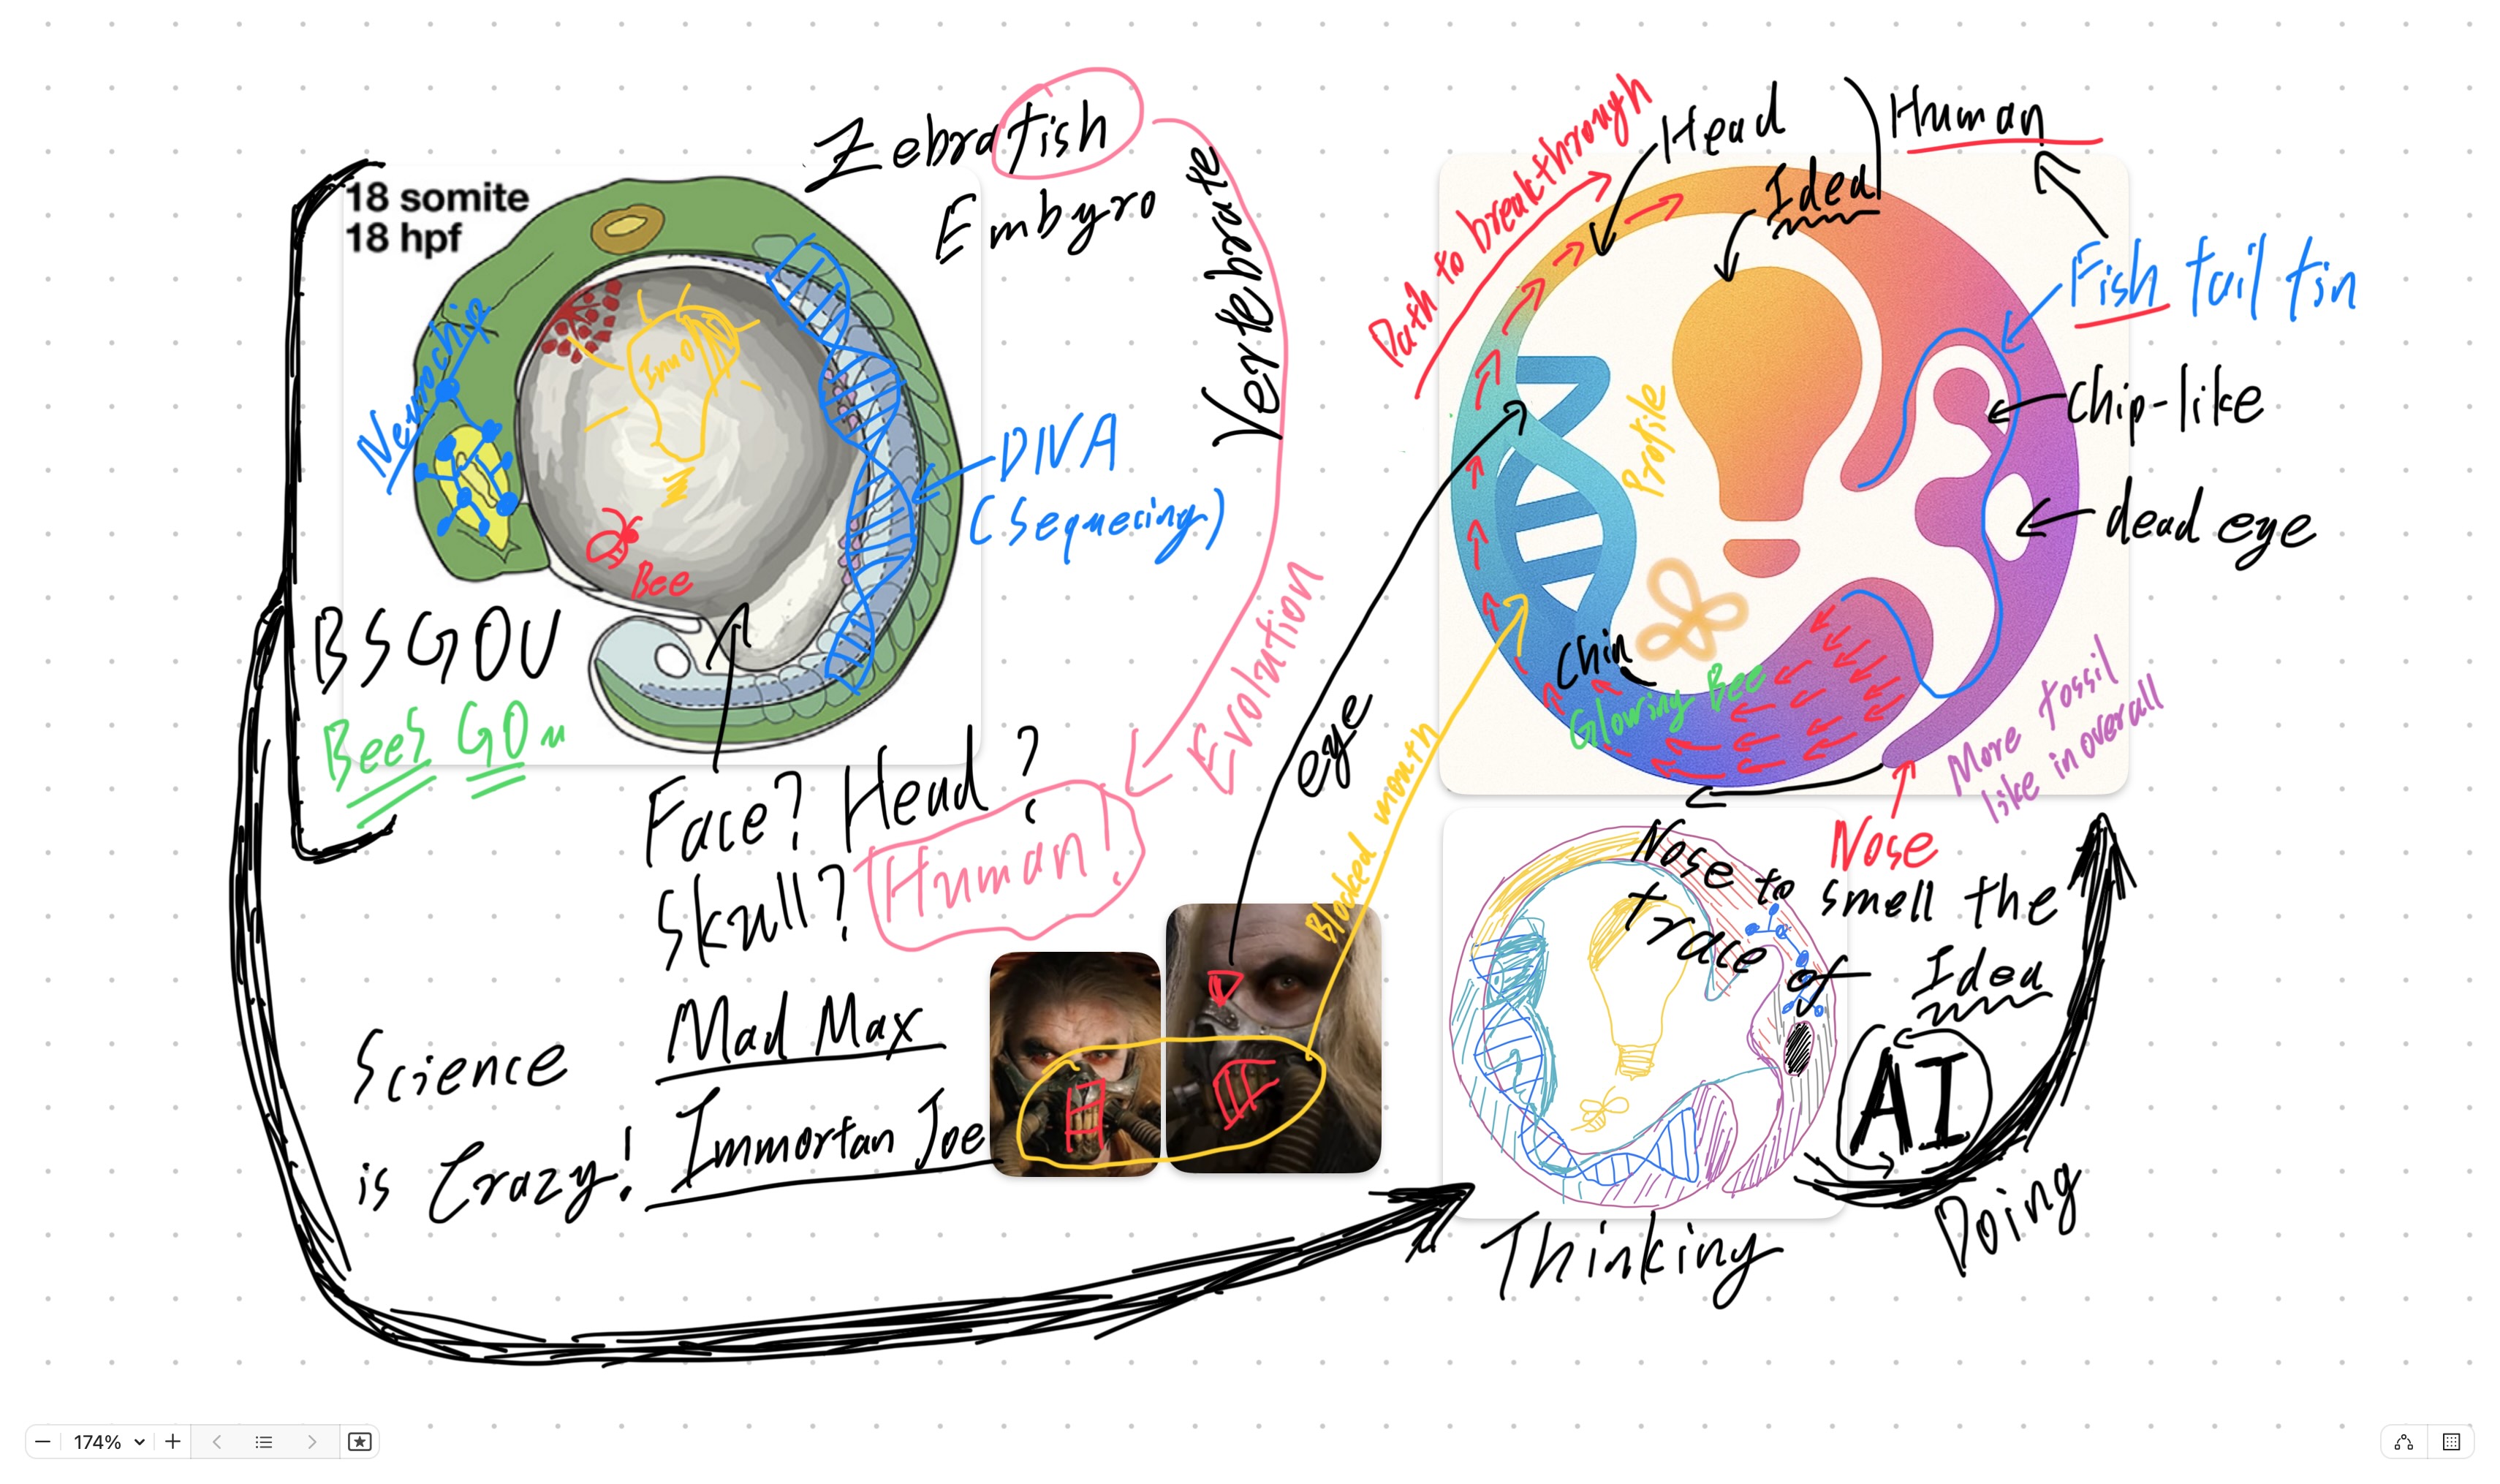 18 somite
18 hpf
Zebrafish
Embyro
Vertebrate
Evolution
Neurochip
Inno
Bee
DNA
(Sequecing)
BSGOU
BeeS GOu
Face? Head?
Skull?
Human!
Science
is Crazy!
Mad Max
Immortan Joe
eye
Blocked mouth
Path to breakthrough
Head
Idea
Human
Fish tail fin
Chip-like
dead eye
Profile
Chin
Glowing Bee
More fossil
like in overall
Nose
Nose to smell the
trace of Idea
AI
Thinking
Doing
174%